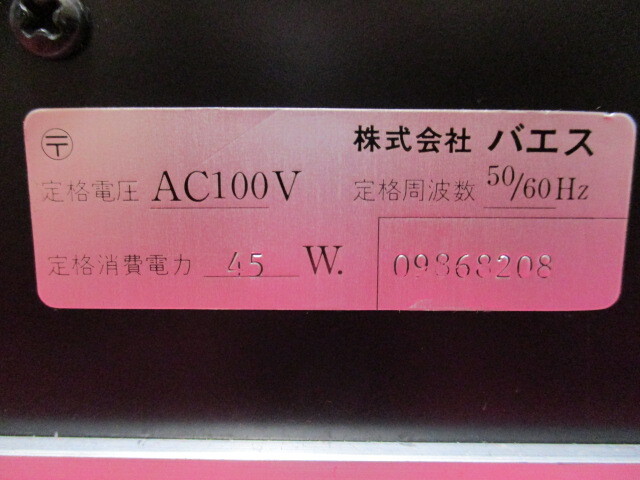 〒 株式会社 バエス
定格電圧 AC100V 定格周波数 50/60Hz
定格消費電力 45 W. 09868208